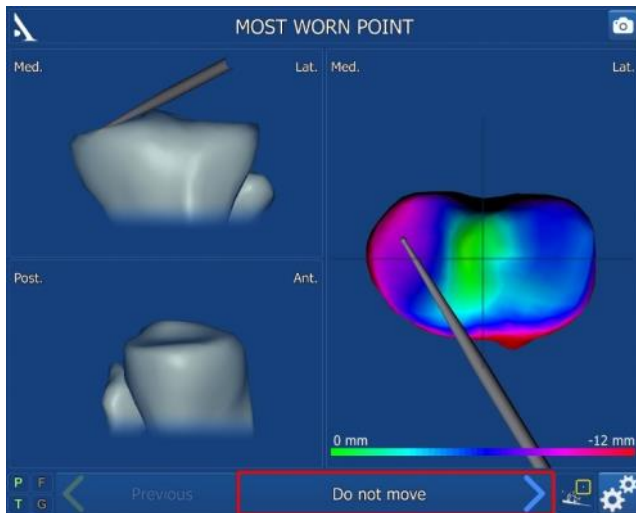 MOST WORN POINT
Med. Lat.
Med. Lat.
Post. Ant.
0 mm -12 mm
P F
T G
Previous
Do not move